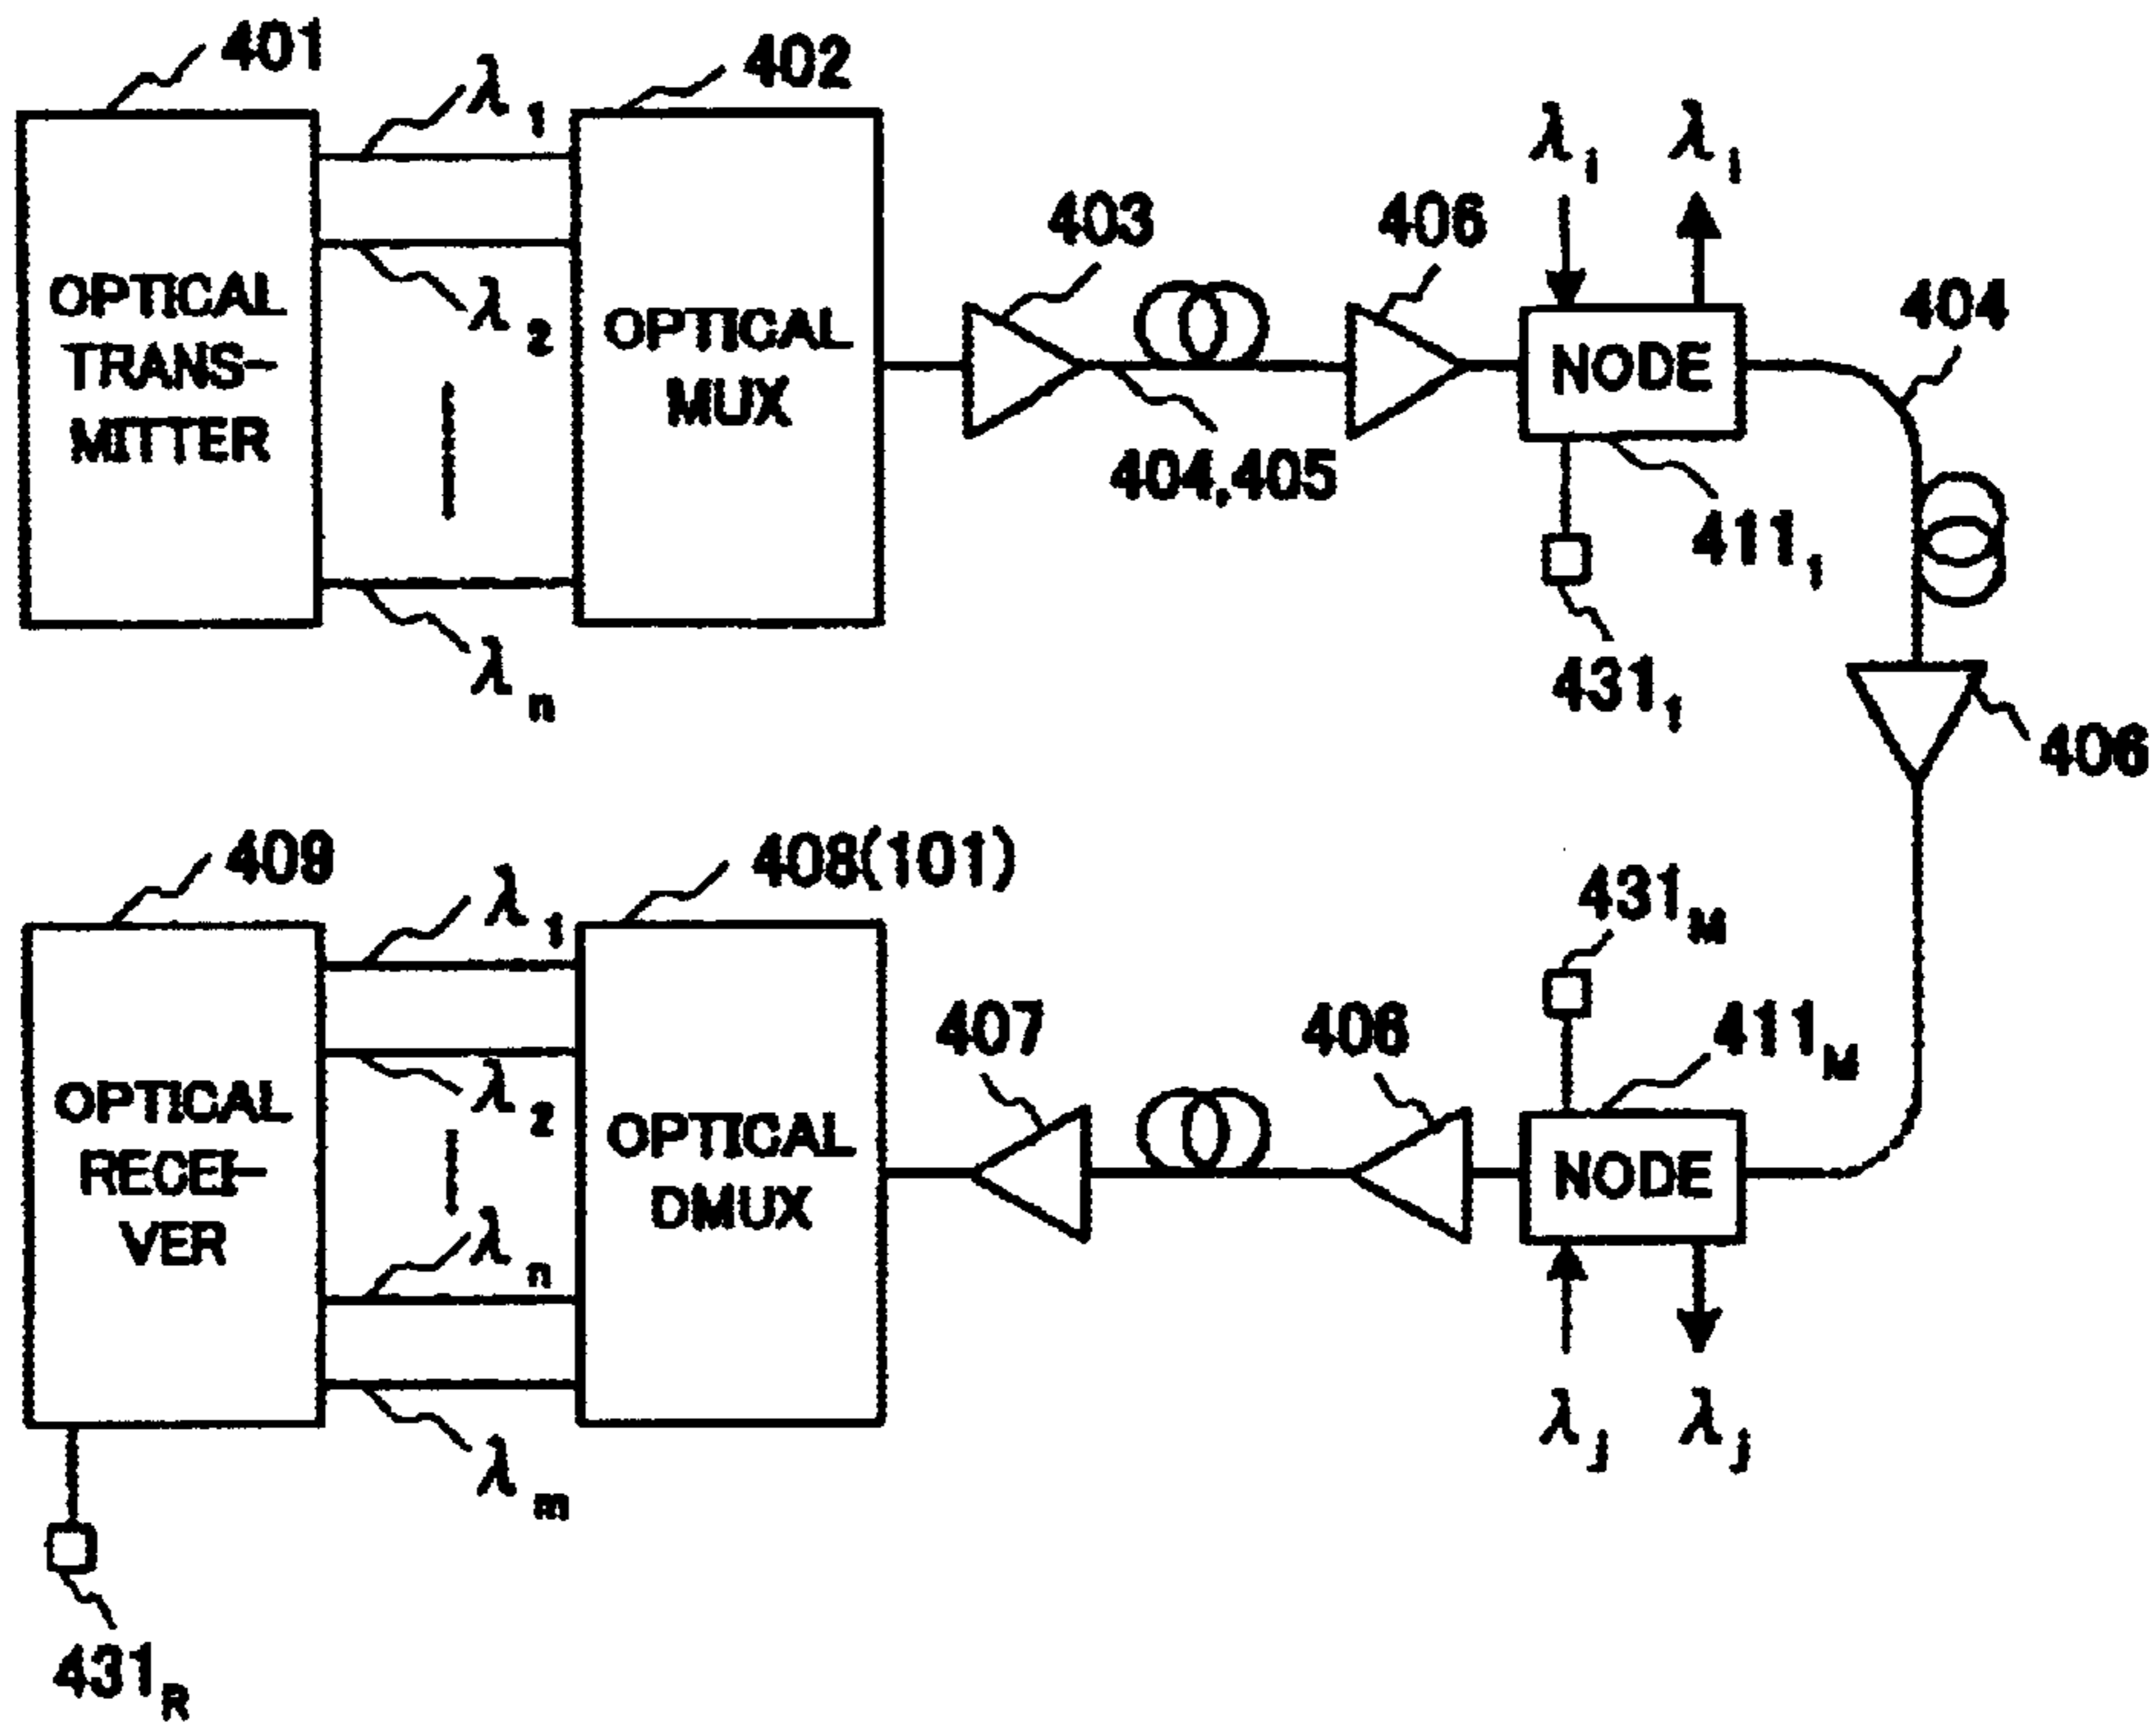 401
λ1
402
λi λi
403
406
404
OPTICAL
TRANS-
MITTER
λ2
OPTICAL
MUX
NODE
404,405
411₁
λn
431₁
406
409
λ1
408(101)
431M
407
406
411M
OPTICAL
RECEI-
VER
λ2
OPTICAL
DMUX
NODE
λn
λj λj
λm
431R